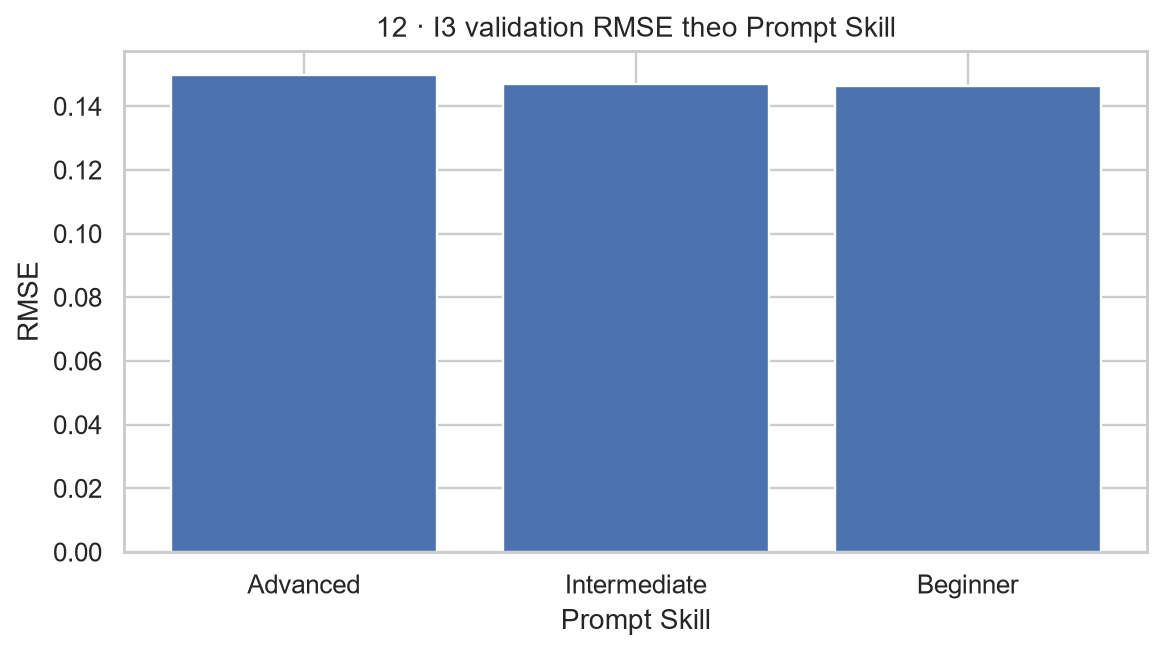 12 · I3 validation RMSE theo Prompt Skill
RMSE
0.14
0.12
0.10
0.08
0.06
0.04
0.02
0.00
Advanced Intermediate Beginner
Prompt Skill